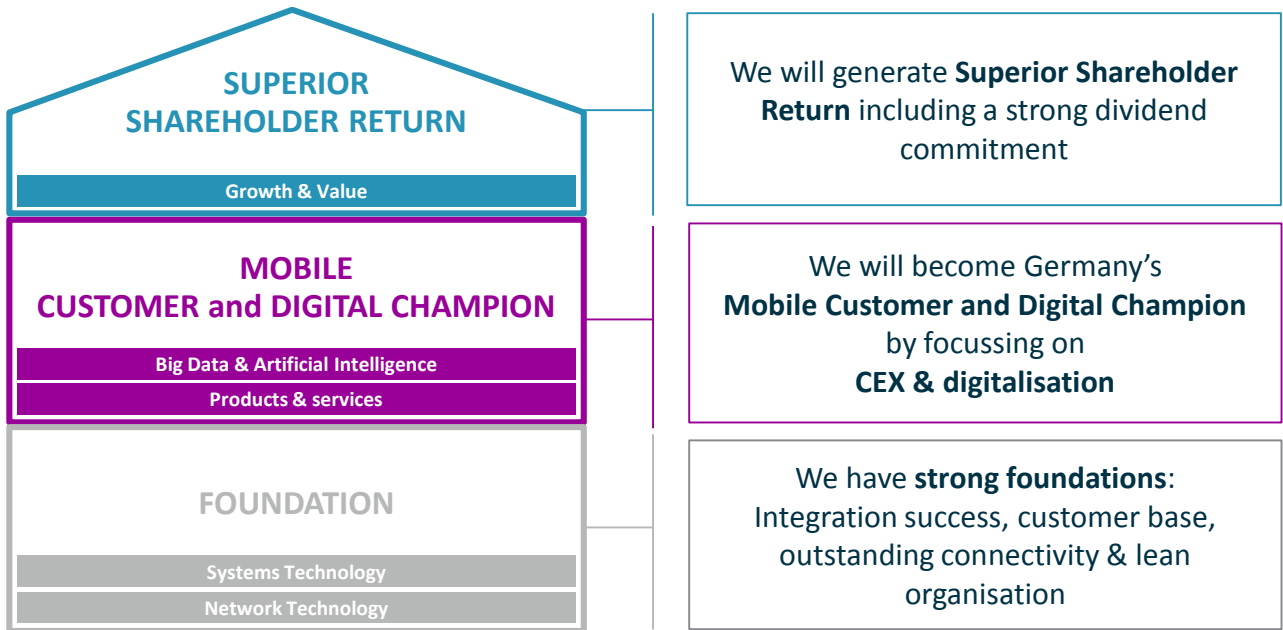 SUPERIOR
SHAREHOLDER RETURN
Growth & Value
We will generate Superior Shareholder
Return including a strong dividend
commitment
MOBILE
CUSTOMER and DIGITAL CHAMPION
Big Data & Artificial Intelligence
Products & services
We will become Germany’s
Mobile Customer and Digital Champion
by focussing on
CEX & digitalisation
FOUNDATION
Systems Technology
Network Technology
We have strong foundations:
Integration success, customer base,
outstanding connectivity & lean
organisation